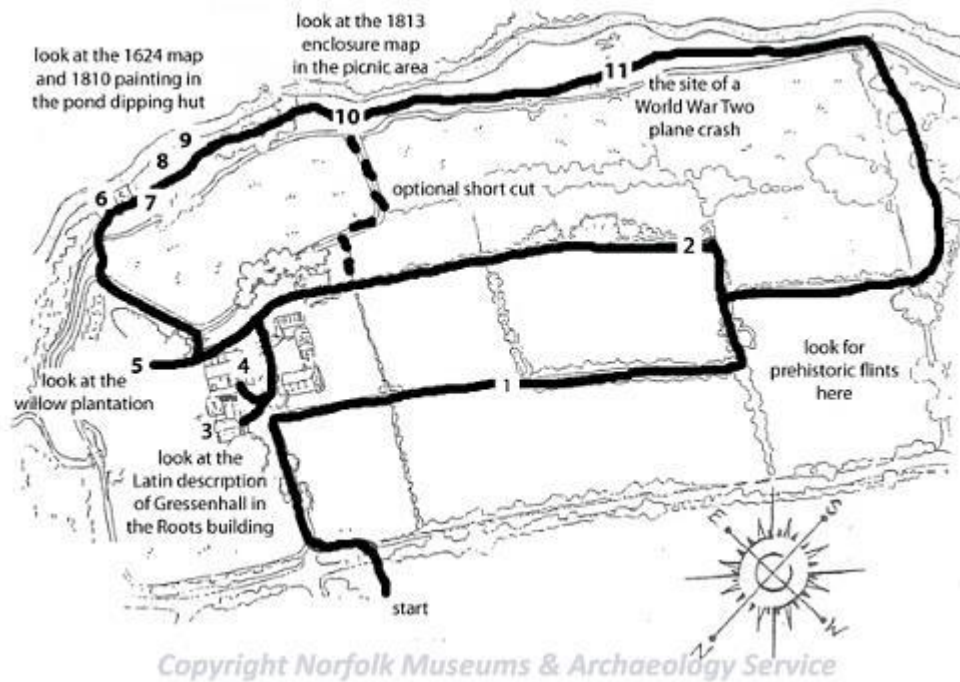 look at the 1624 map
and 1810 painting in
the pond dipping hut
look at the 1813
enclosure map
in the picnic area
11
the site of a
World War Two
plane crash
10
9
8
optional short cut
6
7
2
5
look at the
willow plantation
4
1
look for
prehistoric flints
here
3
look at the
Latin description
of Gressenhall in
the Roots building
E
S
N
W
start
Copyright Norfolk Museums & Archaeology Service